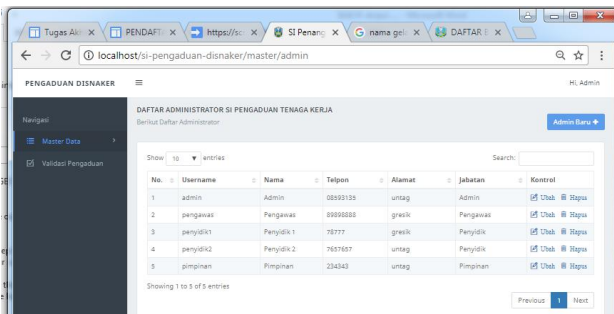 Tugas Ak
PENDAFT
https://sc
SI Penang
G nama gel
DAFTAR
localhost/si-pengaduan-disnaker/master/admin
PENGADUAN DISNAKER
Hi, Admin
Navigasi
Master Data
Validasi Pengaduan
DAFTAR ADMINISTRATOR SI PENGADUAN TENAGA KERJA
Berikut Daftar Administrator
Admin Baru +
Show 10 entries
Search:
No. Username Nama Telpon Alamat Jabatan Kontrol
1 admin Admin 08593135 untag Admin Ubah Hapus
2 pengawas Pengawas 89898888 gresik Pengawas Ubah Hapus
3 penyidik1 Penyidik 1 78777 gresik Penyidik Ubah Hapus
4 penyidik2 Penyidik 2 7657657 untag Penyidik Ubah Hapus
5 pimpinan Pimpinan 234343 untag Pimpinan Ubah Hapus
Showing 1 to 5 of 5 entries
Previous 1 Next